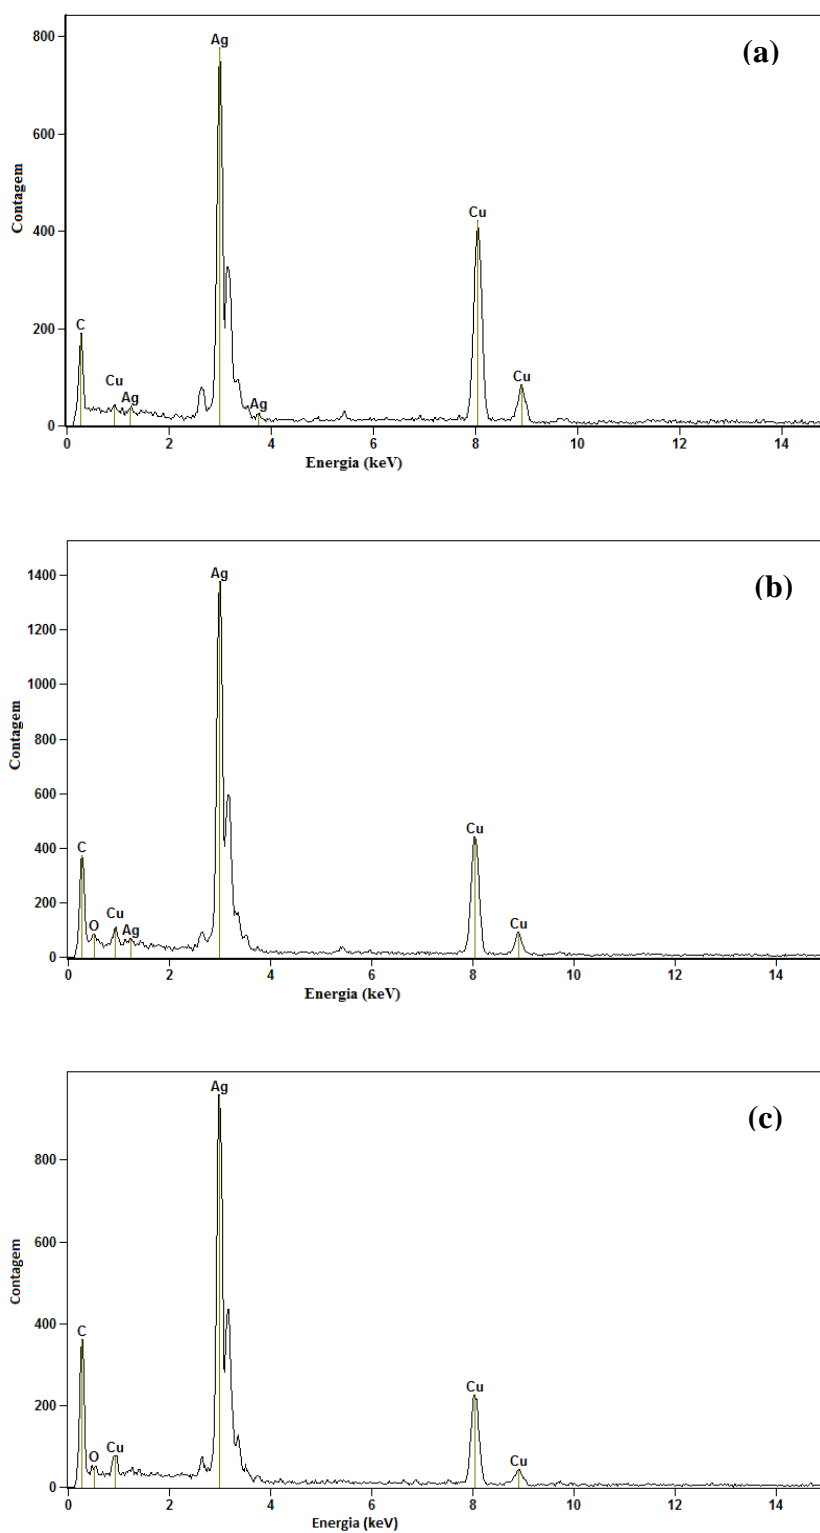 (a)
Contagem
800
600
400
200
0
C
Cu
Ag
Ag
Ag
Cu
Cu
0 2 4 6 8 10 12 14
Energia (keV)
(b)
Contagem
1400
1200
1000
800
600
400
200
0
C
O
Cu
Ag
Ag
Cu
Cu
0 2 4 6 8 10 12 14
Energia (keV)
(c)
Contagem
800
600
400
200
0
C
O
Cu
Ag
Cu
Cu
0 2 4 6 8 10 12 14
Energia (keV)